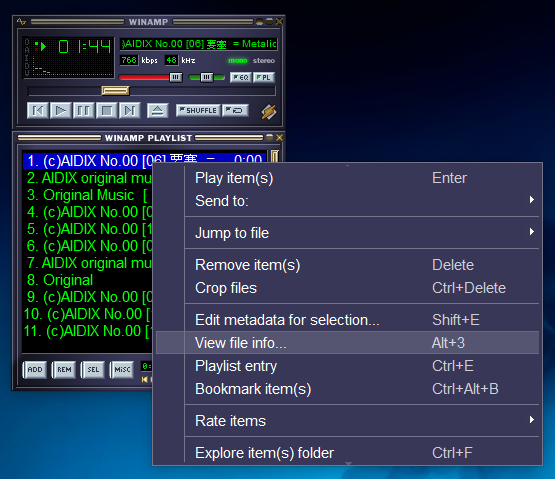 WINAMP
1:44
)AIDIX No.00 [06] 要塞 = Metalic
768 kbps 48 kHz mono stereo
EQ PL
SHUFFLE
WINAMP PLAYLIST
1. (c)AIDIX No.00 [06] 要塞 = 0:00
2. AIDIX original mu
3. Original Music [
4. (c)AIDIX No.00 [0
5. (c)AIDIX No.00 [1
6. (c)AIDIX No.00 [0
7. AIDIX original mu
8. Original
9. (c)AIDIX No.00 [0
10. (c)AIDIX No.00 [
11. (c)AIDIX No.00 [
ADD REM SEL MISC 0:
Play item(s) Enter
Send to:
Jump to file
Remove item(s) Delete
Crop files Ctrl+Delete
Edit metadata for selection... Shift+E
View file info... Alt+3
Playlist entry Ctrl+E
Bookmark item(s) Ctrl+Alt+B
Rate items
Explore item(s) folder Ctrl+F